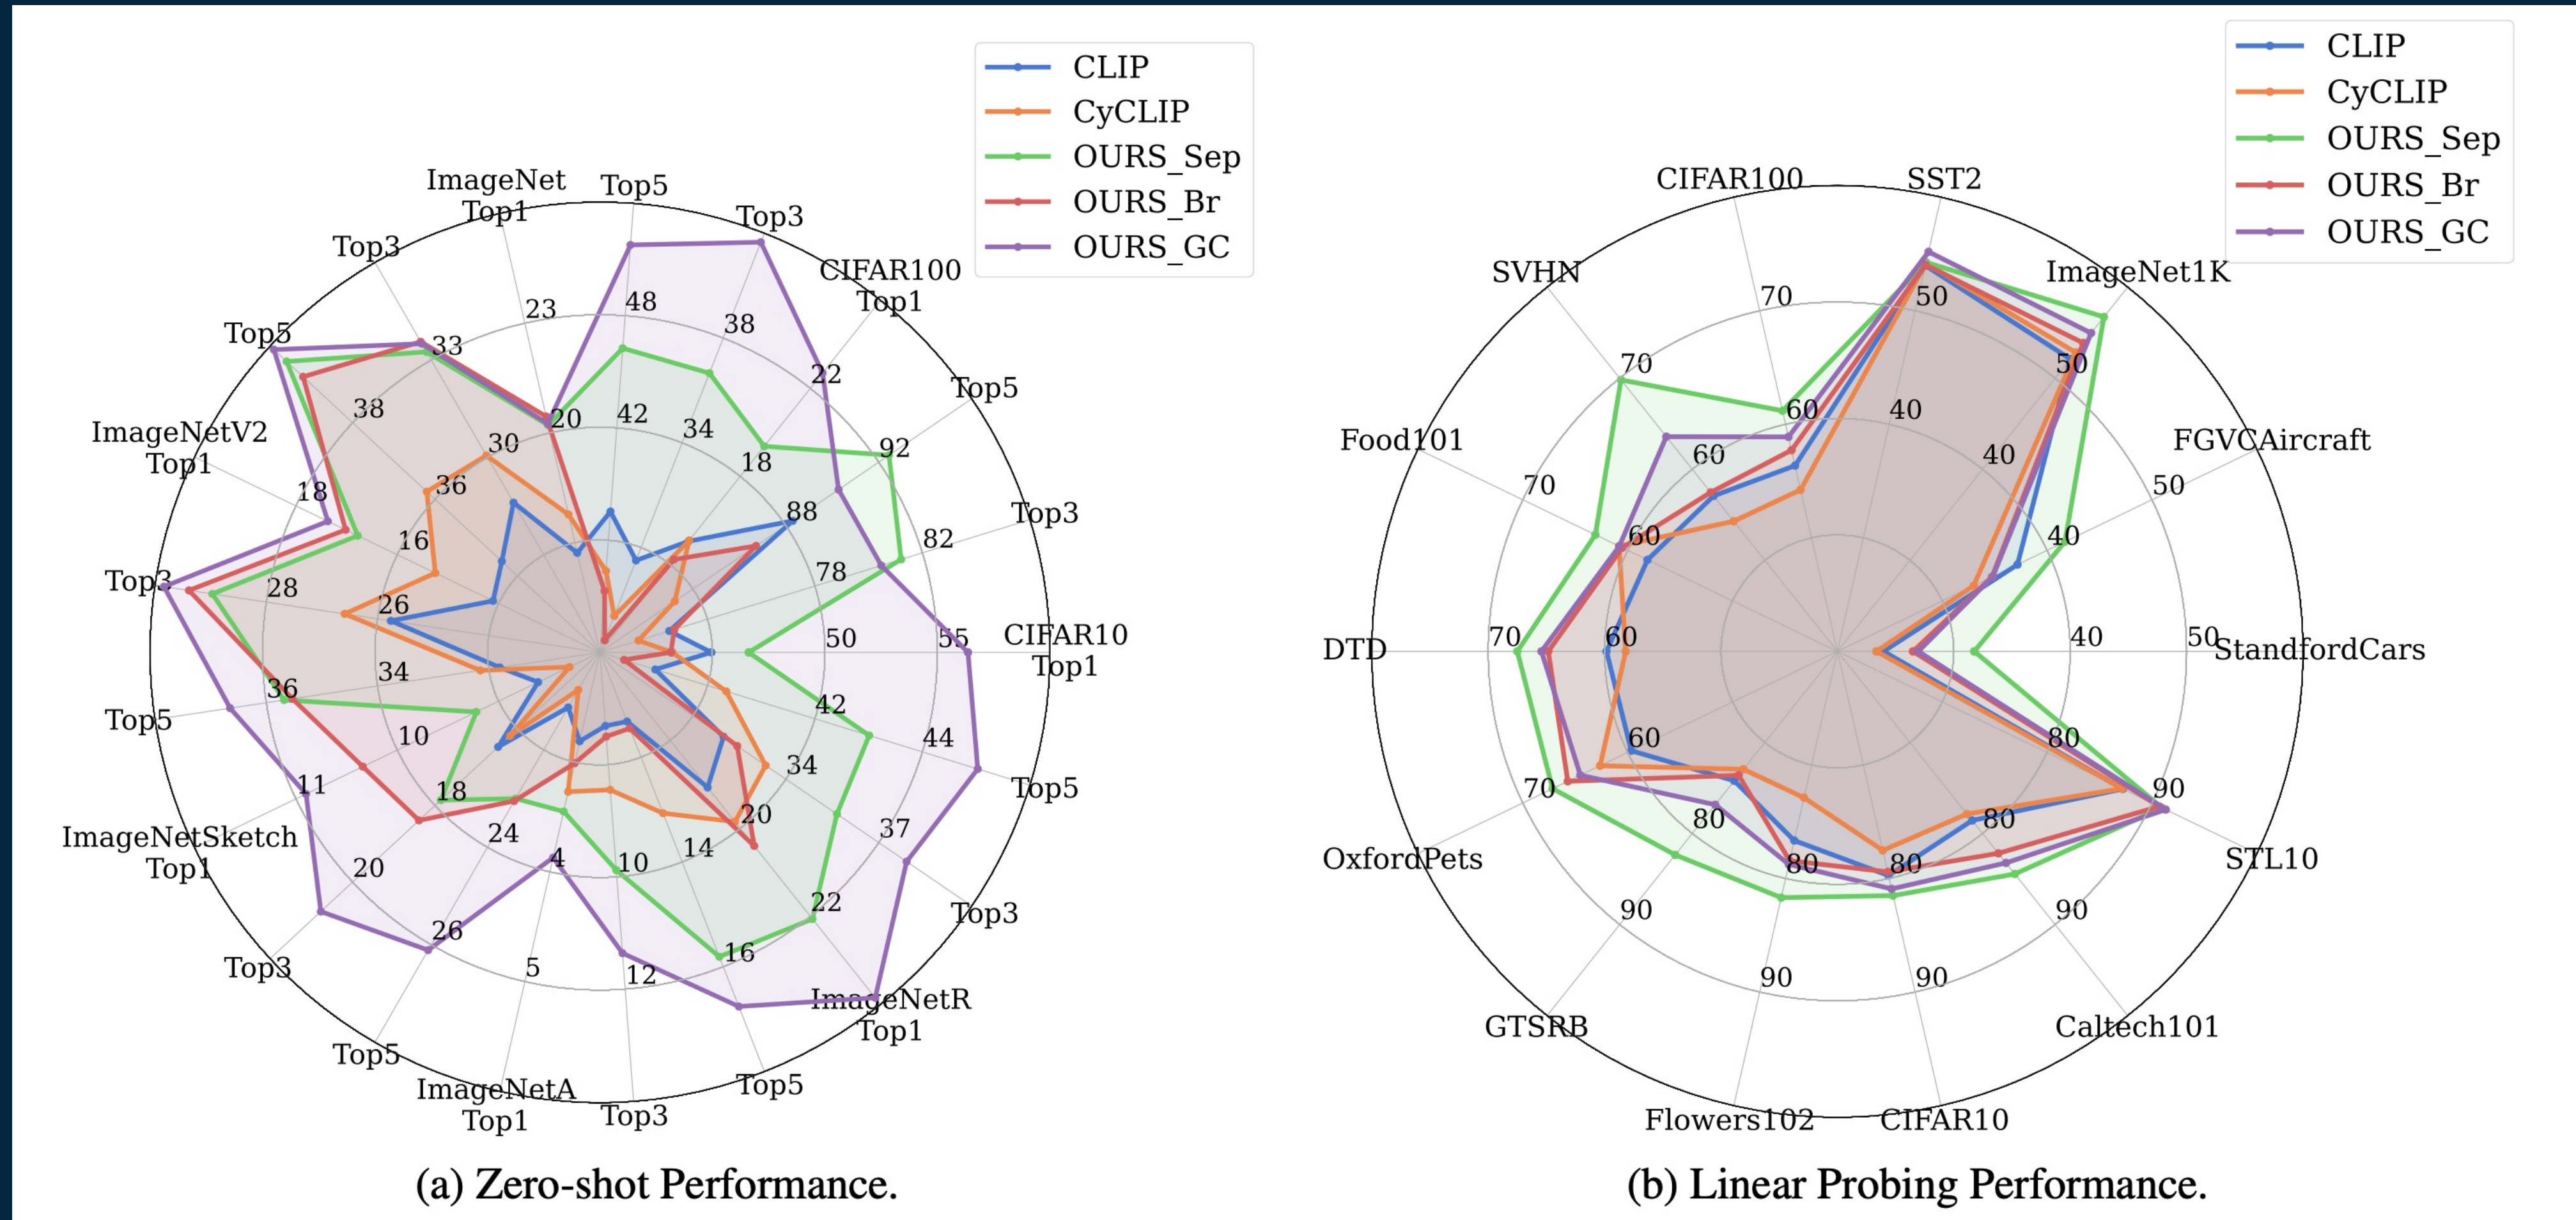 CLIP
CyCLIP
OURS_Sep
OURS_Br
OURS_GC
ImageNet
Top1
Top5
Top3
Top3
CIFAR100
Top1
Top5
Top5
Top3
ImageNetV2
Top1
Top3
CIFAR10
Top1
Top5
Top5
ImageNetSketch
Top1
Top3
Top3
ImageNetR
Top1
Top5
Top5
ImageNetA
Top1
Top3
23
48
38
33
22
20
42
34
38
30
18
92
36
88
18
16
82
78
28
26
50
55
34
36
42
44
10
34
11
18
20
37
24
14
20
4
10
22
26
16
5
12
(a) Zero-shot Performance.
CLIP
CyCLIP
OURS_Sep
OURS_Br
OURS_GC
CIFAR100
SST2
SVHN
ImageNet1K
Food101
FGVCAircraft
DTD
StandfordCars
OxfordPets
STL10
GTSRB
Caltech101
Flowers102
CIFAR10
70
50
70
50
60
40
60
40
70
50
60
40
70
60
40
50
60
80
70
90
80
80
80
80
90
90
90
90
(b) Linear Probing Performance.